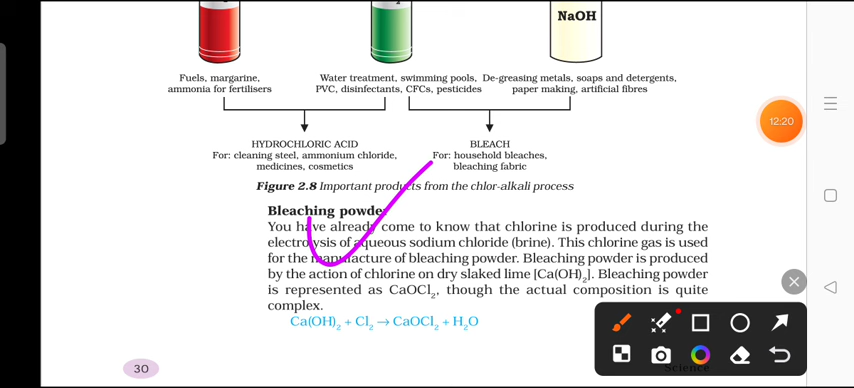 NaOH
Fuels, margarine,
ammonia for fertilisers
Water treatment, swimming pools,
PVC, disinfectants, CFCs, pesticides
De-greasing metals, soaps and detergents,
paper making, artificial fibres
HYDROCHLORIC ACID
For: cleaning steel, ammonium chloride,
medicines, cosmetics
BLEACH
For: household bleaches,
bleaching fabric
Figure 2.8 Important products from the chlor-alkali process
Bleaching powder
You have already come to know that chlorine is produced during the
electrolysis of aqueous sodium chloride (brine). This chlorine gas is used
for the manufacture of bleaching powder. Bleaching powder is produced
by the action of chlorine on dry slaked lime [Ca(OH)₂]. Bleaching powder
is represented as CaOCl₂, though the actual composition is quite
complex.
Ca(OH)₂ + Cl₂ → CaOCl₂ + H₂O
30
Science
12:20